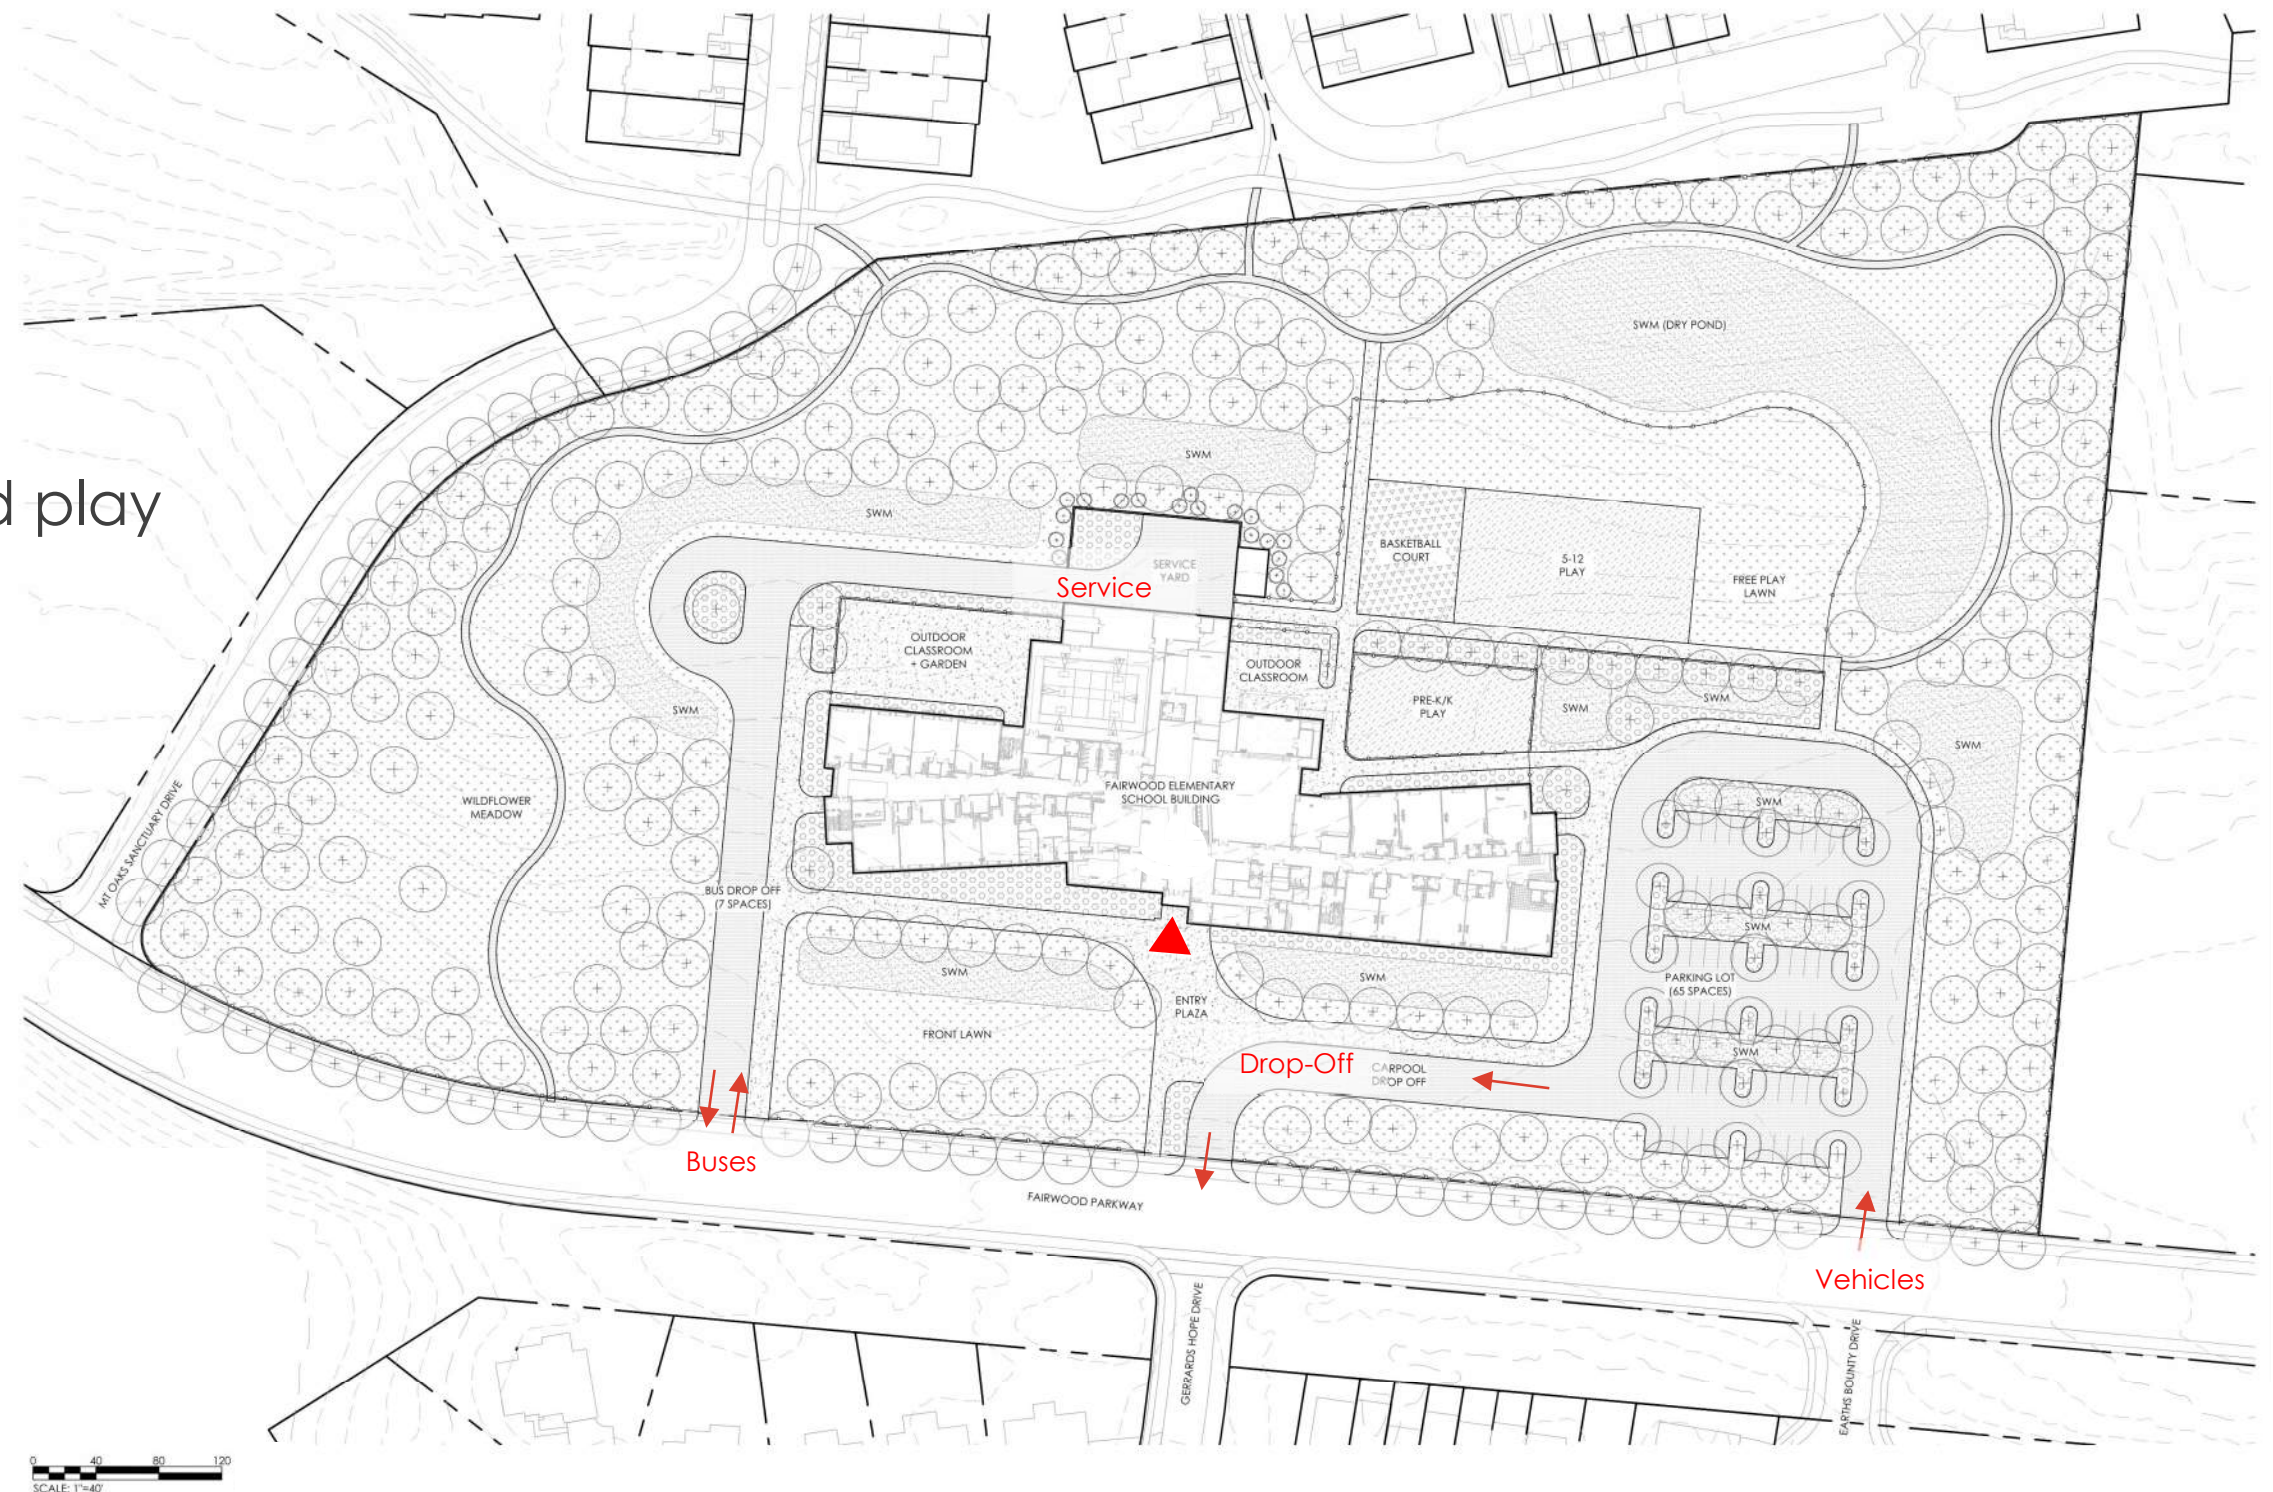 d play
SWM (DRY POND)
SWM
SWM
BASKETBALL
COURT
5-12
PLAY
FREE PLAY
LAWN
SERVICE
YARD
Service
OUTDOOR
CLASSROOM
+ GARDEN
OUTDOOR
CLASSROOM
PRE-K/K
PLAY
SWM
SWM
SWM
SWM
MT OAKS SANCTUARY DRIVE
WILDFLOWER
MEADOW
FAIRWOOD ELEMENTARY
SCHOOL BUILDING
SWM
BUS DROP OFF
(7 SPACES)
SWM
SWM
SWM
PARKING LOT
(65 SPACES)
ENTRY
PLAZA
FRONT LAWN
SWM
Drop-Off
CARPOOL
DROP OFF
Buses
FAIRWOOD PARKWAY
Vehicles
GERRARDS HOPE DRIVE
EARTHS BOUNTY DRIVE
0 40 80 120
SCALE: 1"=40'